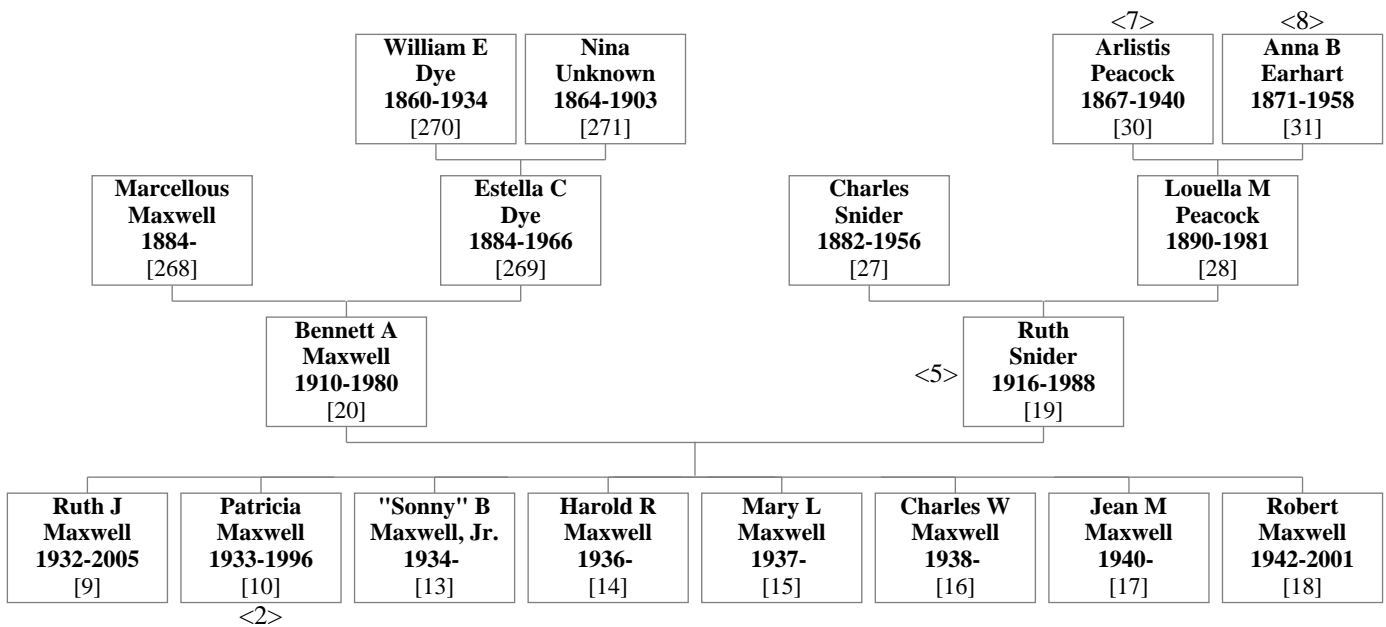 <7>
<8>
William E
Dye
1860-1934
[270]
Nina
Unknown
1864-1903
[271]
Arlistis
Peacock
1867-1940
[30]
Anna B
Earhart
1871-1958
[31]
Marcellous
Maxwell
1884-
[268]
Estella C
Dye
1884-1966
[269]
Charles
Snider
1882-1956
[27]
Louella M
Peacock
1890-1981
[28]
Bennett A
Maxwell
1910-1980
[20]
<5>
Ruth
Snider
1916-1988
[19]
Ruth J
Maxwell
1932-2005
[9]
Patricia
Maxwell
1933-1996
[10]
<2>
"Sonny" B
Maxwell, Jr.
1934-
[13]
Harold R
Maxwell
1936-
[14]
Mary L
Maxwell
1937-
[15]
Charles W
Maxwell
1938-
[16]
Jean M
Maxwell
1940-
[17]
Robert
Maxwell
1942-2001
[18]